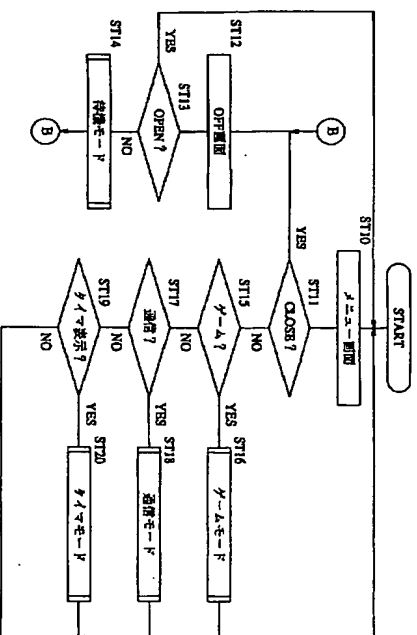 START
ST10
メニュー画面
ST11
CLOSE ?
YES
NO
B
ST12
OFF画面
ST13
OPEN ?
YES
NO
ST14
待機モード
B
ST15
ゲーム ?
YES
NO
ST16
ゲームモード
ST17
通信 ?
YES
NO
ST18
通信モード
ST19
タイマ表示 ?
YES
NO
ST20
タイマモード